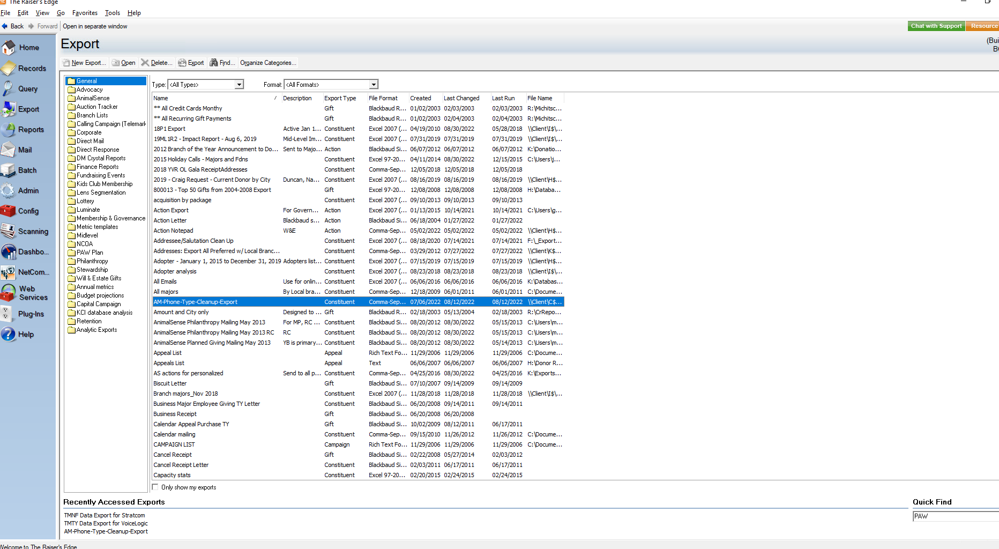 The Raiser's Edge
File Edit View Go Favorites Tools Help
Back Forward Open in separate window
Chat with Support Resource
Export
(Bui
New Export... Open Delete... Export Find... Organize Categories...
Home
Records
Query
Export
Reports
Mail
Batch
Admin
Config
Scanning
Dashbo...
NetCom...
Web
Services
Plug-Ins
Help
General
Advocacy
AnimalSense
Auction Tracker
Branch Lists
Calling Campaign (Telemark
Corporate
Direct Mail
Direct Response
DM Crystal Reports
Finance Reports
Fundraising Events
Kids Club Membership
Lens Segmentation
Lottery
Luminate
Membership & Governance
Metric templates
Midlevel
NCOA
PAW Plan
Philanthropy
Stewardship
Will & Estate Gifts
Annual metrics
Budget projections
Capital Campaign
KCI database analysis
Retention
Analytic Exports
Type: <All Types> Format: <All Formats>
Name / Description Export Type File Format Created Last Changed Last Run File Name
** All Credit Cards Monthy Gift Blackbaud R... 01/02/2003 02/03/2003 02/03/2003 R:\Michitsc...
** All Recurring Gift Payments Gift Blackbaud R... 01/02/2003 02/04/2003 02/04/2003 R:\Michitsc...
18P1 Export Active Jan 1... Constituent Excel 2007 (... 04/19/2010 08/30/2022 05/28/2018 \\Client\I$\...
19ML1R2 - Impact Report - Aug 6, 2019 Mid-Level Im... Constituent Excel 2007 (... 07/31/2019 07/31/2019 07/31/2019 \\Client\I$\...
2012 Branch of the Year Announcement to Do... Sent to Majo... Action Blackbaud Si... 06/07/2012 06/07/2012 06/07/2012 K:\Donatio...
2015 Holiday Calls - Majors and Fdns Constituent Excel 97-20... 04/11/2014 08/30/2022 12/15/2015 C:\Users\j...
2018 YVR OL Gala ReceiptAddresses Constituent Comma-Sep... 12/05/2018 12/05/2018 12/05/2018
2019 - Craig Request - Current Donor by City Duncan, Na... Constituent Excel 2007 (... 08/16/2019 08/16/2019 08/16/2019 \\Client\H$...
800013 - Top 50 Gifts from 2004-2008 Export Gift Excel 97-20... 12/08/2008 12/08/2008 12/08/2008 H:\Databa...
acquisition by package Constituent Excel 2007 (... 09/10/2013 09/10/2013 09/10/2013
Action Export For Govern... Action Excel 2007 (... 01/13/2015 10/14/2021 10/14/2021 C:\Users\g...
Action Letter Blackbaud s... Action Blackbaud Si... 06/18/2004 01/27/2022 01/27/2022
Action Notepad W&E Action Comma-Sep... 05/02/2022 05/02/2022 05/02/2022 \\Client\H$...
Addressee/Salutation Clean Up Constituent Excel 2007 (... 08/18/2020 07/14/2021 07/14/2021 F:\_Export...
Addresses: Export All Preferred w/ Local Branc... Constituent Comma-Sep... 03/29/2012 07/27/2022 07/27/2022 \\Client\K$...
Adopter - January 1, 2015 to December 31, 2019 Adopters list... Constituent Excel 2007 (... 07/15/2019 07/15/2019 07/15/2019 \\Client\H$...
Adopter analysis Constituent Excel 2007 (... 08/23/2018 08/23/2018 08/23/2018 \\Client\I$\...
All Emails Use for onlin... Constituent Excel 2007 (... 06/06/2016 06/06/2016 06/06/2016 K:\Databas...
All majors By Local bra... Constituent Comma-Sep... 12/18/2009 06/01/2011 06/01/2011 C:\Docume...
AM-Phone-Type-Cleanup-Export Constituent Comma-Sep... 07/06/2022 08/12/2022 08/12/2022 \\Client\C$...
Amount and City only Designed to ... Gift Blackbaud R... 02/18/2003 05/13/2004 02/18/2003 R:\CrRepo...
AnimalSense Philanthropy Mailing May 2013 For MP, RC ... Constituent Blackbaud Si... 08/20/2012 08/30/2022 05/15/2013 C:\Users\m...
AnimalSense Philanthropy Mailing May 2013 RC RC Constituent Blackbaud Si... 08/20/2012 08/30/2022 05/15/2013 C:\Users\m...
AnimalSense Planned Giving Mailing May 2013 YB is primary... Constituent Blackbaud Si... 08/20/2012 08/30/2022 05/14/2013 C:\Users\m...
Appeal List Appeal Rich Text Fo... 11/29/2006 11/29/2006 11/29/2006 C:\Docume...
Appeals List Appeal Text 06/06/2007 06/06/2007 06/06/2007 H:\Donor R...
AS actions for personalized Send to all p... Constituent Comma-Sep... 04/25/2016 08/30/2022 04/25/2016 K:\Exports...
Biscuit Letter Gift Blackbaud Si... 07/10/2007 09/14/2009 09/14/2009
Branch majors_Nov 2018 Constituent Excel 2007 (... 11/28/2018 11/28/2018 11/28/2018 \\Client\I$\...
Business Major Employee Giving TY Letter Constituent Blackbaud Si... 06/20/2008 09/14/2011 09/14/2011
Business Receipt Gift Blackbaud Si... 06/20/2008 06/20/2008
Calendar Appeal Purchase TY Gift Blackbaud Si... 10/02/2009 08/12/2011 06/17/2011
Calendar mailing Constituent Comma-Sep... 09/15/2010 11/26/2012 11/26/2012 C:\Docume...
CAMPAIGN LIST Campaign Rich Text Fo... 11/29/2006 11/29/2006 11/29/2006 C:\Docume...
Cancel Receipt Gift Blackbaud Si... 02/22/2008 05/27/2014 02/03/2012
Cancel Receipt Letter Constituent Blackbaud Si... 02/03/2011 06/17/2011 06/17/2011
Capacity stats Constituent Excel 97-20... 02/20/2015 02/24/2015 02/24/2015
Only show my exports
Recently Accessed Exports
TMNF Data Export for Stratcom
TMTY Data Export for VoiceLogic
AM-Phone-Type-Cleanup-Export
Quick Find
PAW
Welcome to The Raiser's Edge